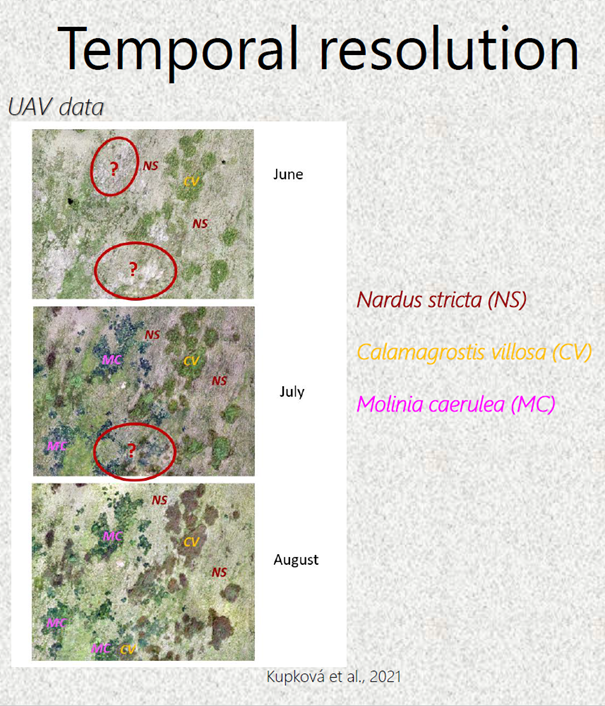 Temporal resolution
UAV data
?
NS
CV
NS
?
June
NS
MC
CV
NS
MC
?
July
NS
MC
CV
NS
MC
MC
CV
August
Nardus stricta (NS)
Calamagrostis villosa (CV)
Molinia caerulea (MC)
Kupková et al., 2021